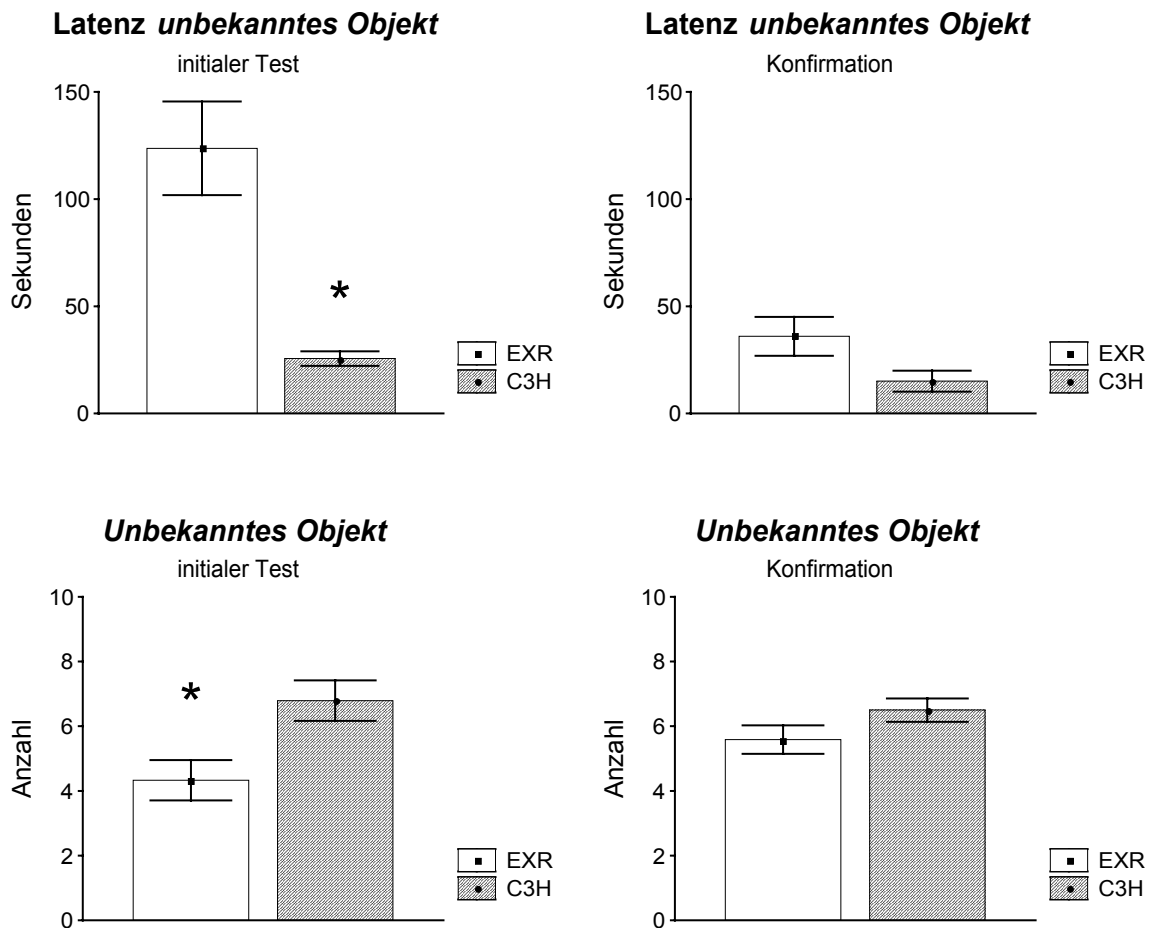 Latenz unbekanntes Objekt
initialer Test
150
100
50
0
Sekunden
*
EXR
C3H
Latenz unbekanntes Objekt
Konfirmation
150
100
50
0
Sekunden
EXR
C3H
Unbekanntes Objekt
initialer Test
10
8
6
4
2
0
Anzahl
*
EXR
C3H
Unbekanntes Objekt
Konfirmation
10
8
6
4
2
0
Anzahl
EXR
C3H